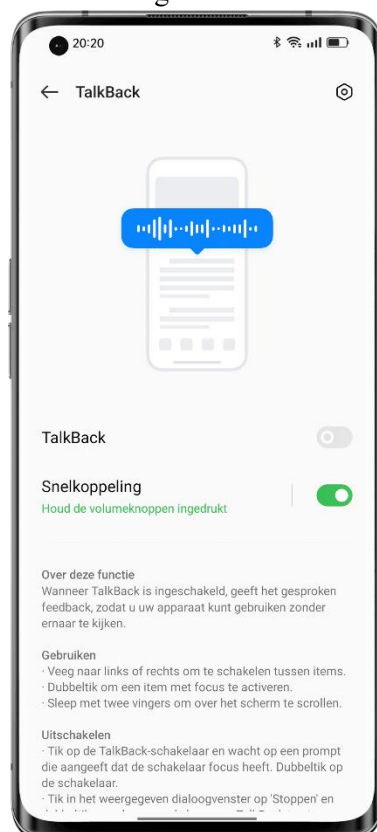 20:20
TalkBack
TalkBack
Snelkoppeling
Houd de volumeknoppen ingedrukt
Over deze functie
Wanneer TalkBack is ingeschakeld, geeft het gesproken
feedback, zodat u uw apparaat kunt gebruiken zonder
ernaar te kijken.
Gebruiken
· Veeg naar links of rechts om te schakelen tussen items.
· Dubbeltik om een item met focus te activeren.
· Sleep met twee vingers om over het scherm te scrollen.
Uitschakelen
· Tik op de TalkBack-schakelaar en wacht op een prompt
die aangeeft dat de schakelaar focus heeft. Dubbeltik op
de schakelaar.
· Tik in het weergegeven dialoogvenster op 'Stoppen' en